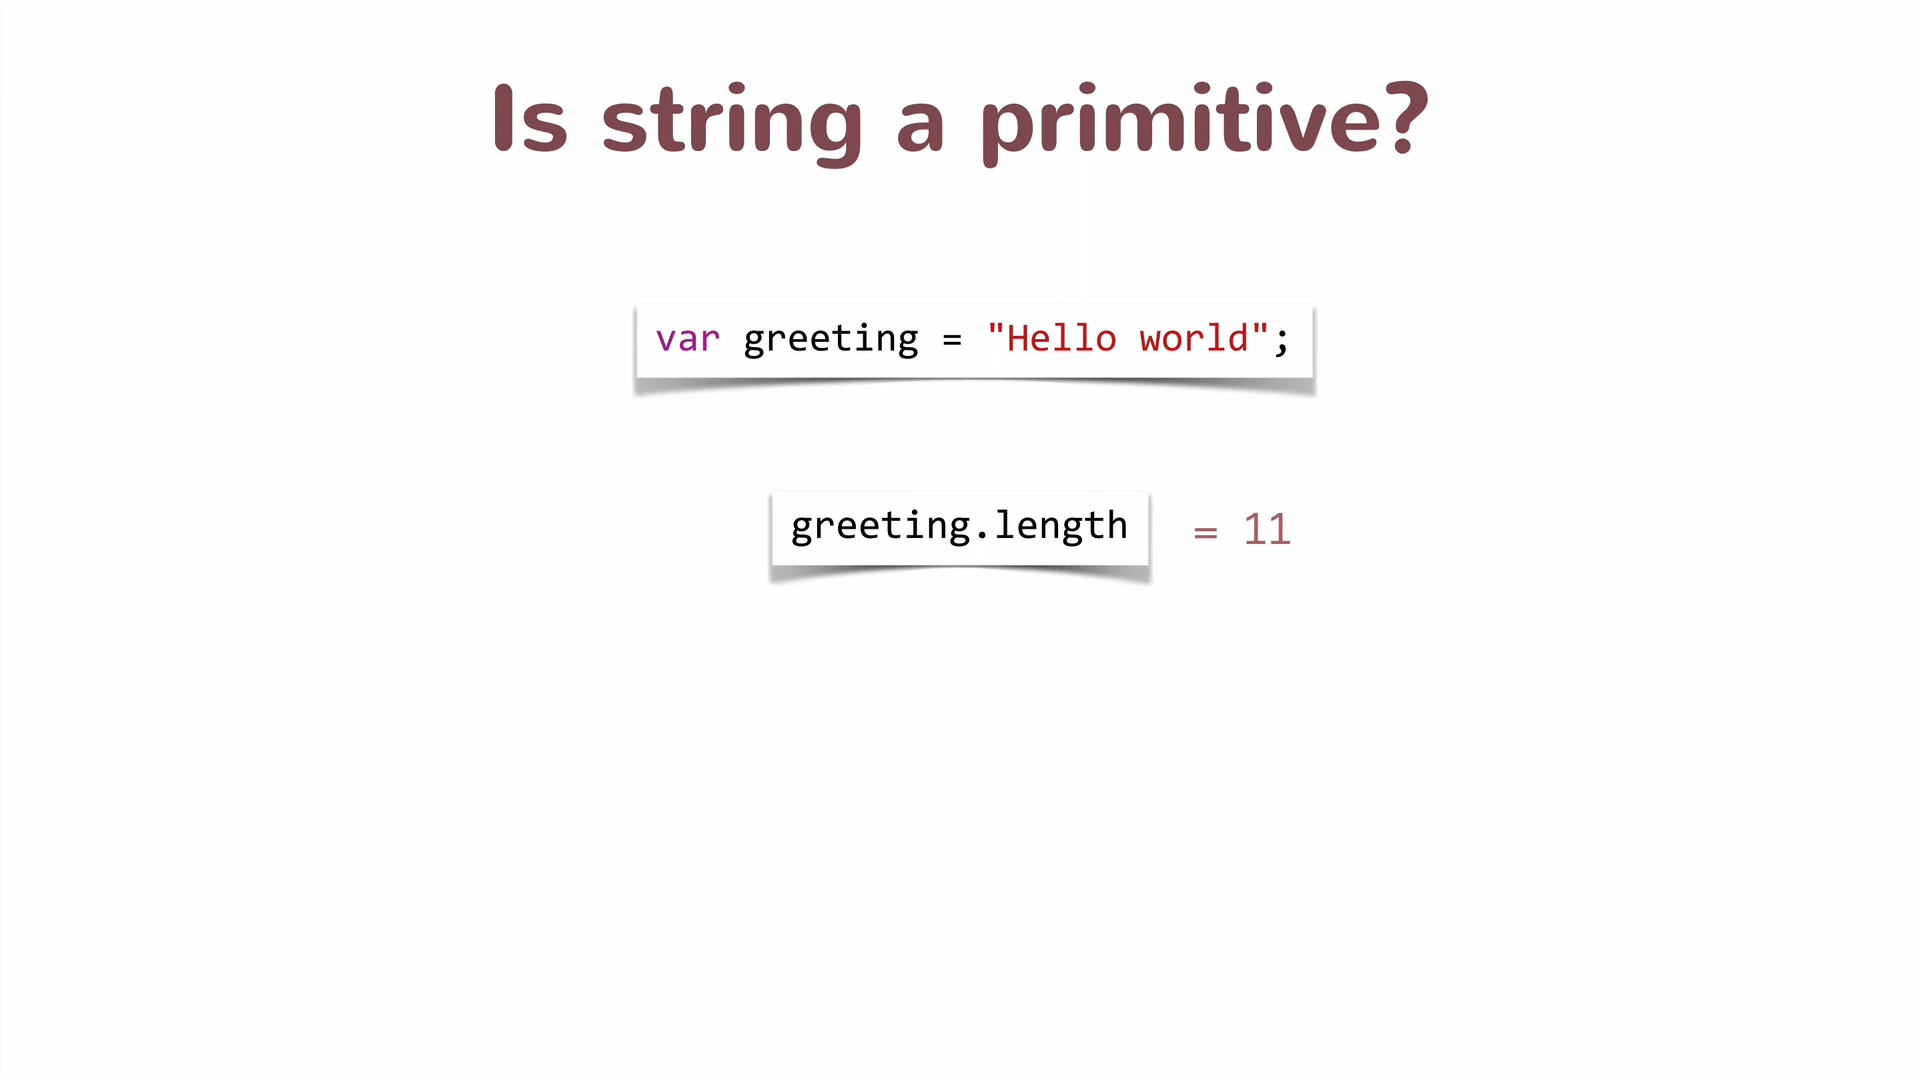 Is string a primitive?
var greeting = "Hello world";
greeting.length = 11